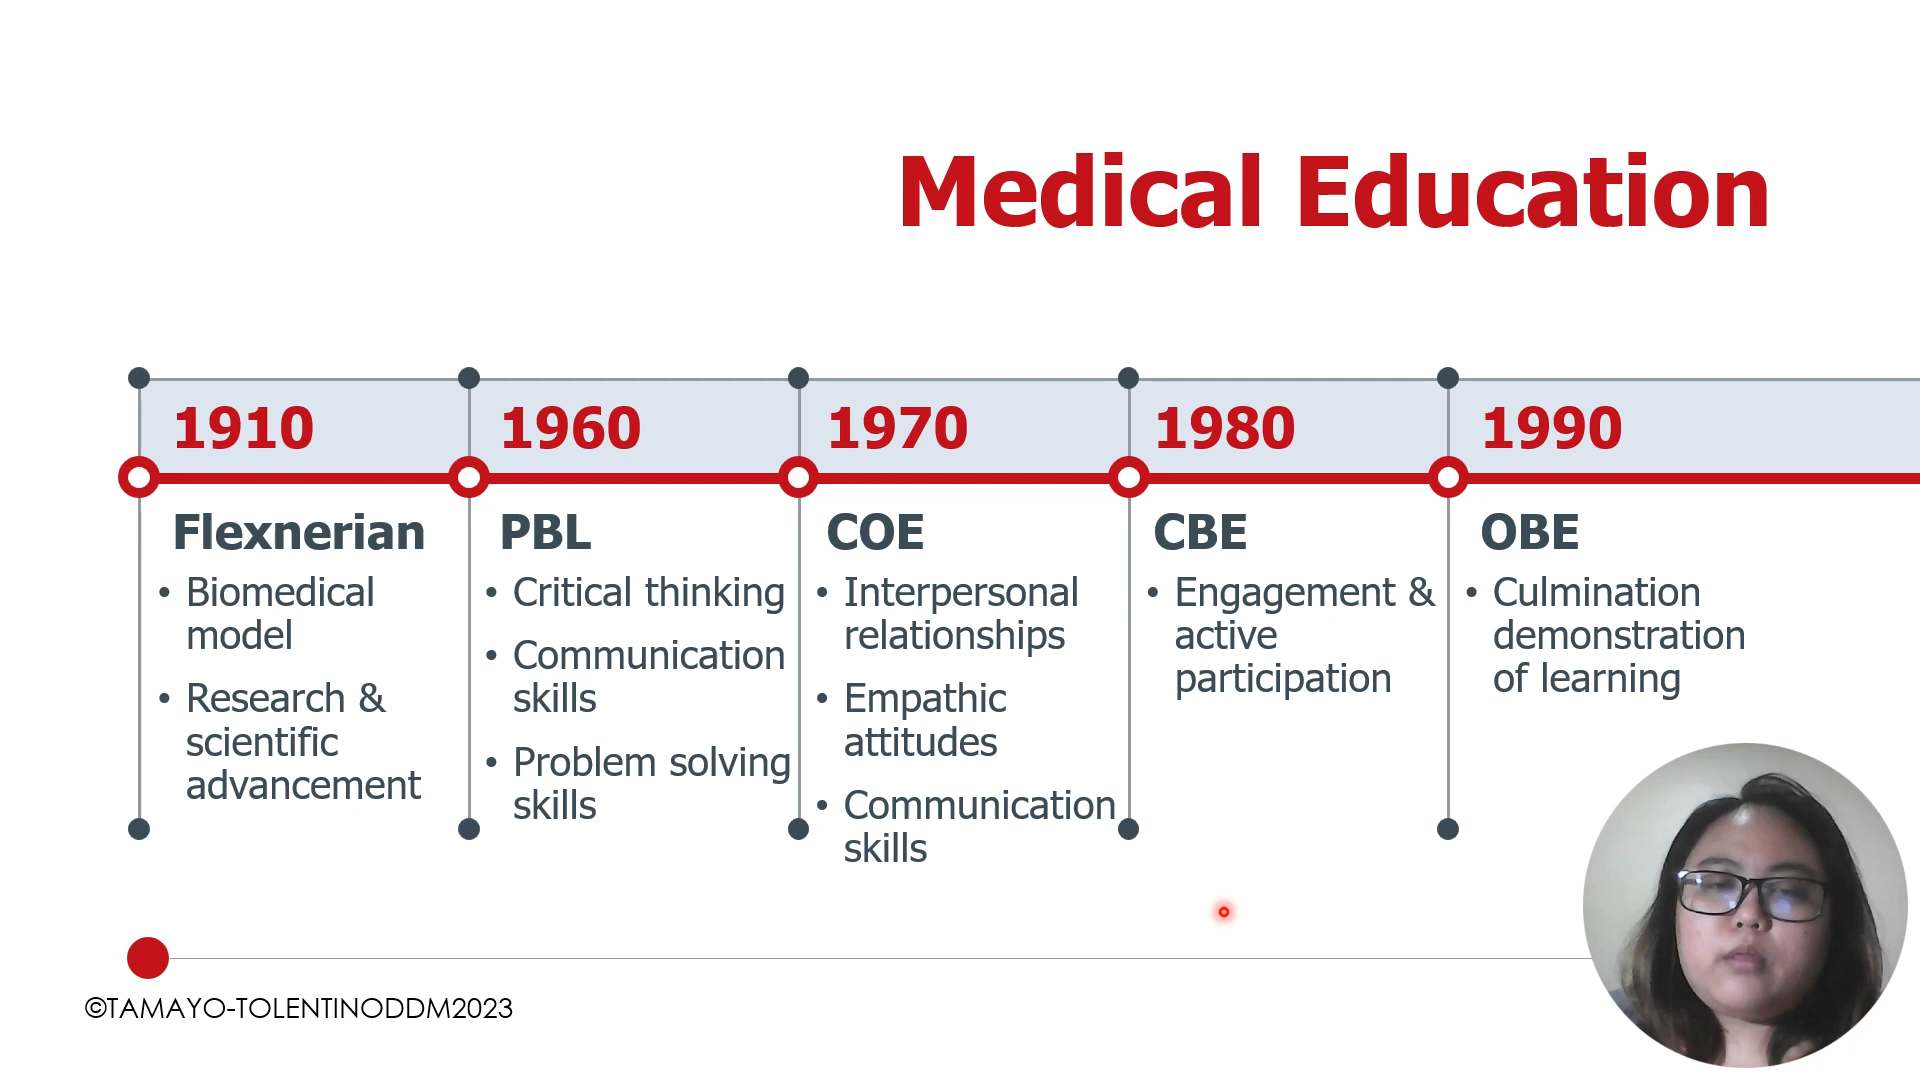 Medical Education
1910
1960
1970
1980
1990
Flexnerian
• Biomedical
model
• Research &
scientific
advancement
PBL
• Critical thinking
• Communication
skills
• Problem solving
skills
COE
• Interpersonal
relationships
• Empathic
attitudes
• Communication
skills
CBE
• Engagement &
active
participation
OBE
• Culmination
demonstration
of learning
©TAMAYO-TOLENTINODDM2023